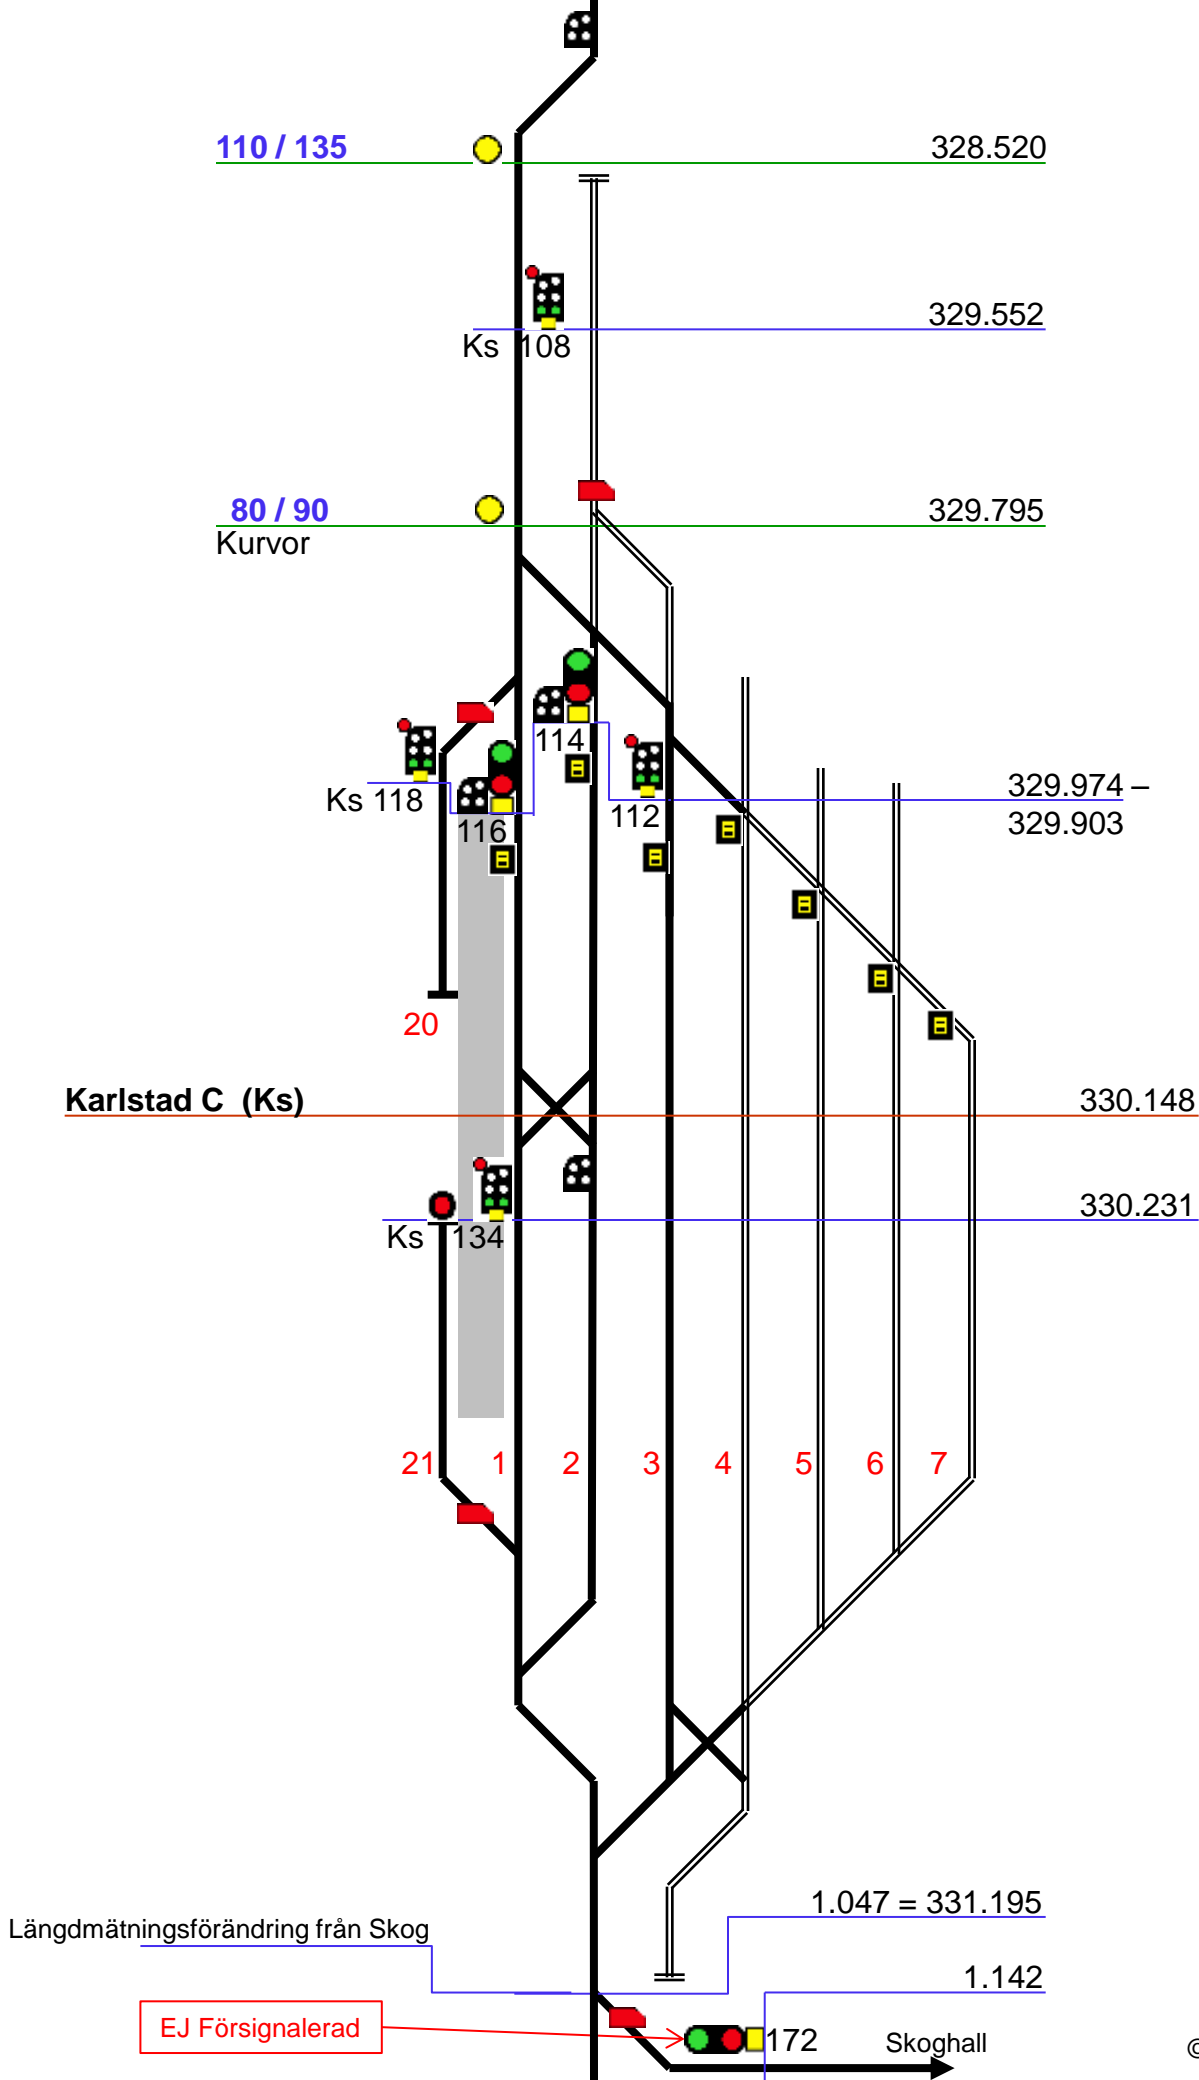 110 / 135
328.520
329.552
Ks 108
80 / 90
329.795
Kurvor
114
329.974 –
Ks 118
112
329.903
116
20
Karlstad C (Ks)
330.148
330.231
Ks 134
21 1 2 3 4 5 6 7
1.047 = 331.195
Längdmätningsförändring från Skog
1.142
EJ Försignalerad
172
Skoghall
©